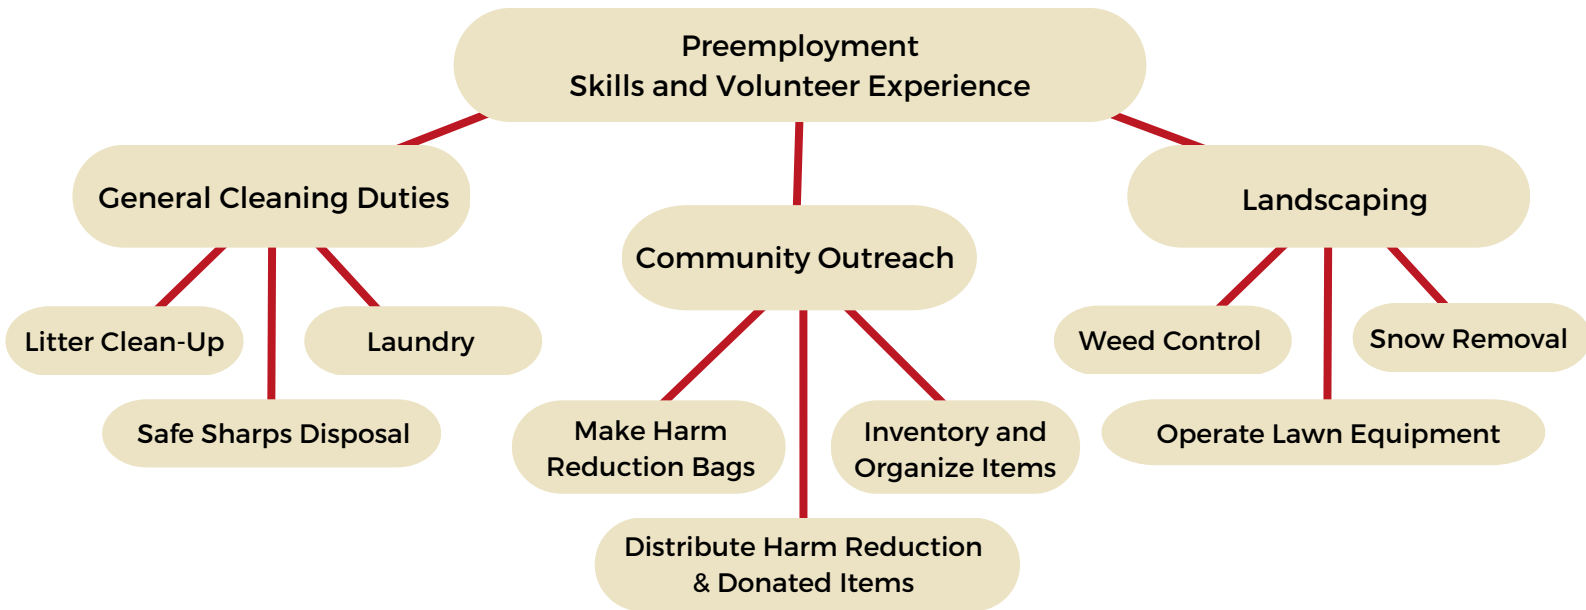 Preemployment
Skills and Volunteer Experience
General Cleaning Duties
Litter Clean-Up
Laundry
Safe Sharps Disposal
Community Outreach
Make Harm
Reduction Bags
Inventory and
Organize Items
Distribute Harm Reduction
& Donated Items
Landscaping
Weed Control
Snow Removal
Operate Lawn Equipment